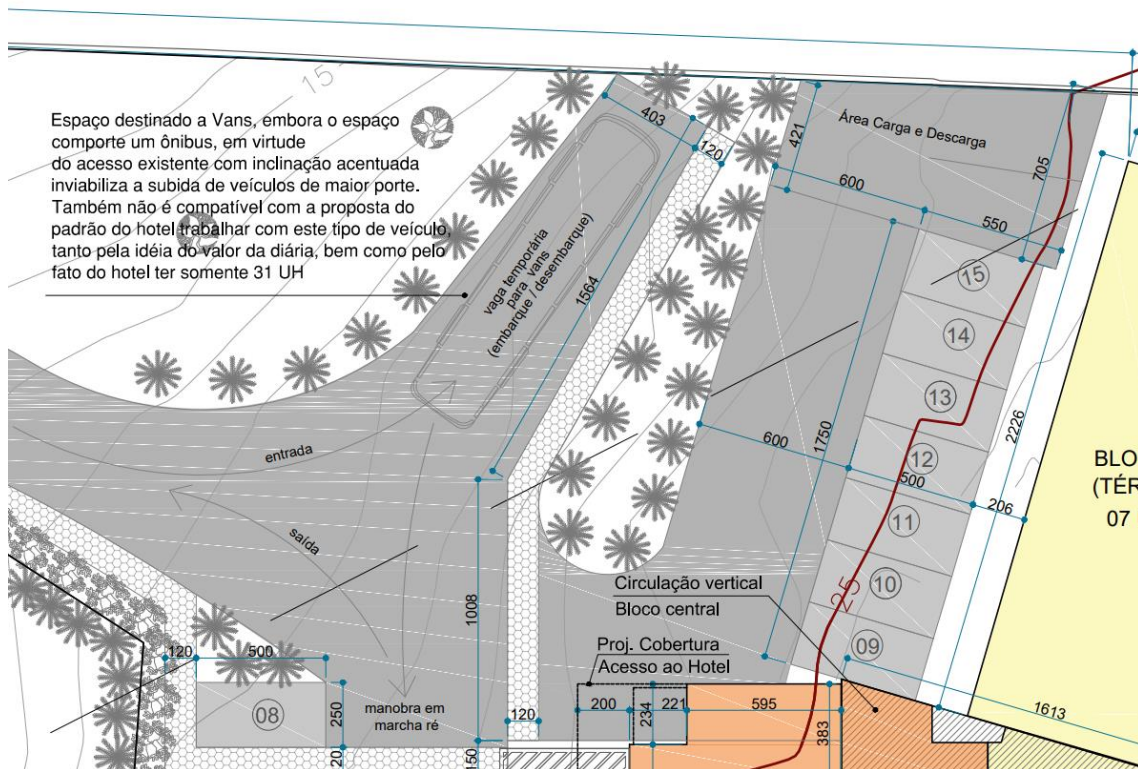 15
Espaço destinado a Vans, embora o espaço
comporte um ônibus, em virtude
do acesso existente com inclinação acentuada
inviabiliza a subida de veículos de maior porte.
Também não é compatível com a proposta do
padrão do hotel trabalhar com este tipo de veículo,
tanto pela idéia do valor da diária, bem como pelo
fato do hotel ter somente 31 UH
403
120
421
Área Carga e Descarga
705
600
550
vaga temporária
para vans
(embarque / desembarque)
1564
15
14
13
12
11
10
09
600
1750
500
2226
206
BLO
(TÉR
07
entrada
saída
1008
25
Circulação vertical
Bloco central
Proj. Cobertura
Acesso ao Hotel
120
500
08
250
manobra em
marcha ré
120
200
234
221
595
383
1613
20
150